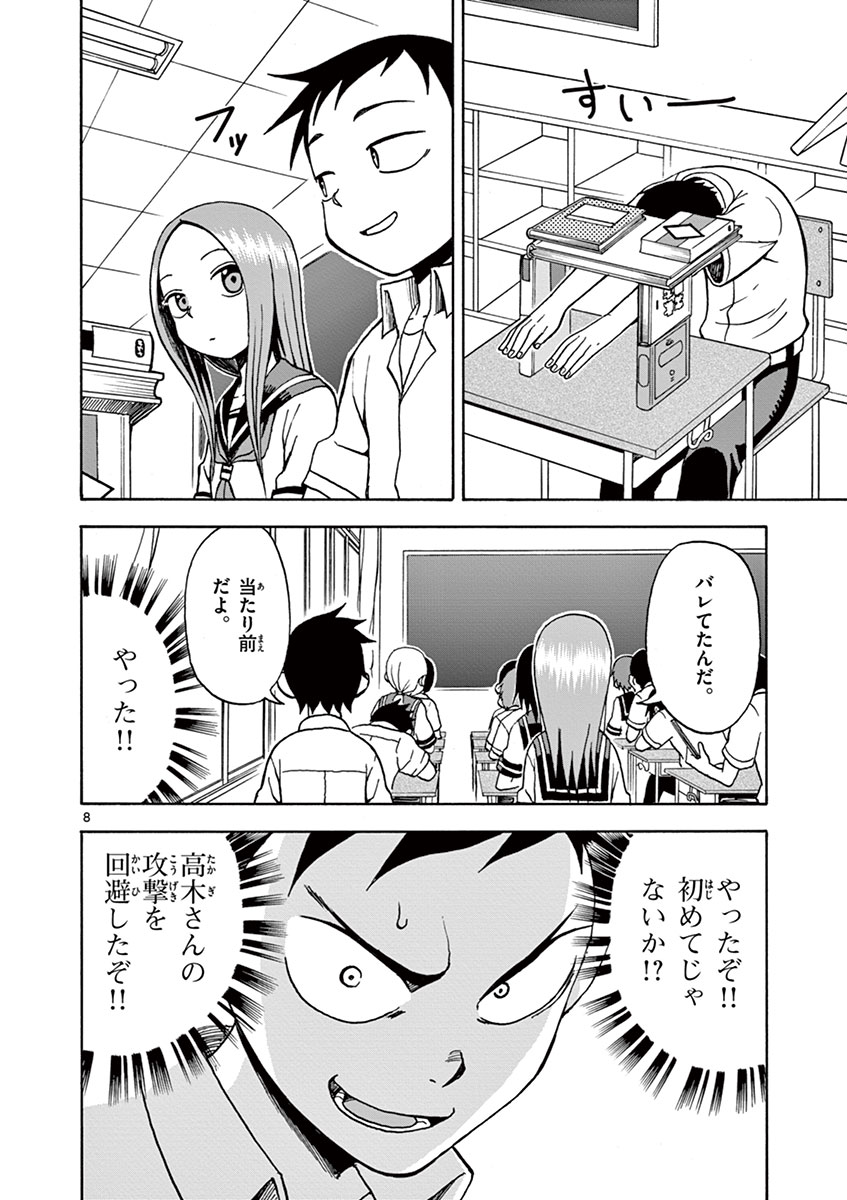 すいー
フッ
バレてたんだ。
当たり前
だよ。
やった!!
やったぞ!!
初めてじゃ
ないか!?
高木さんの
攻撃を
回避したぞ!!
8